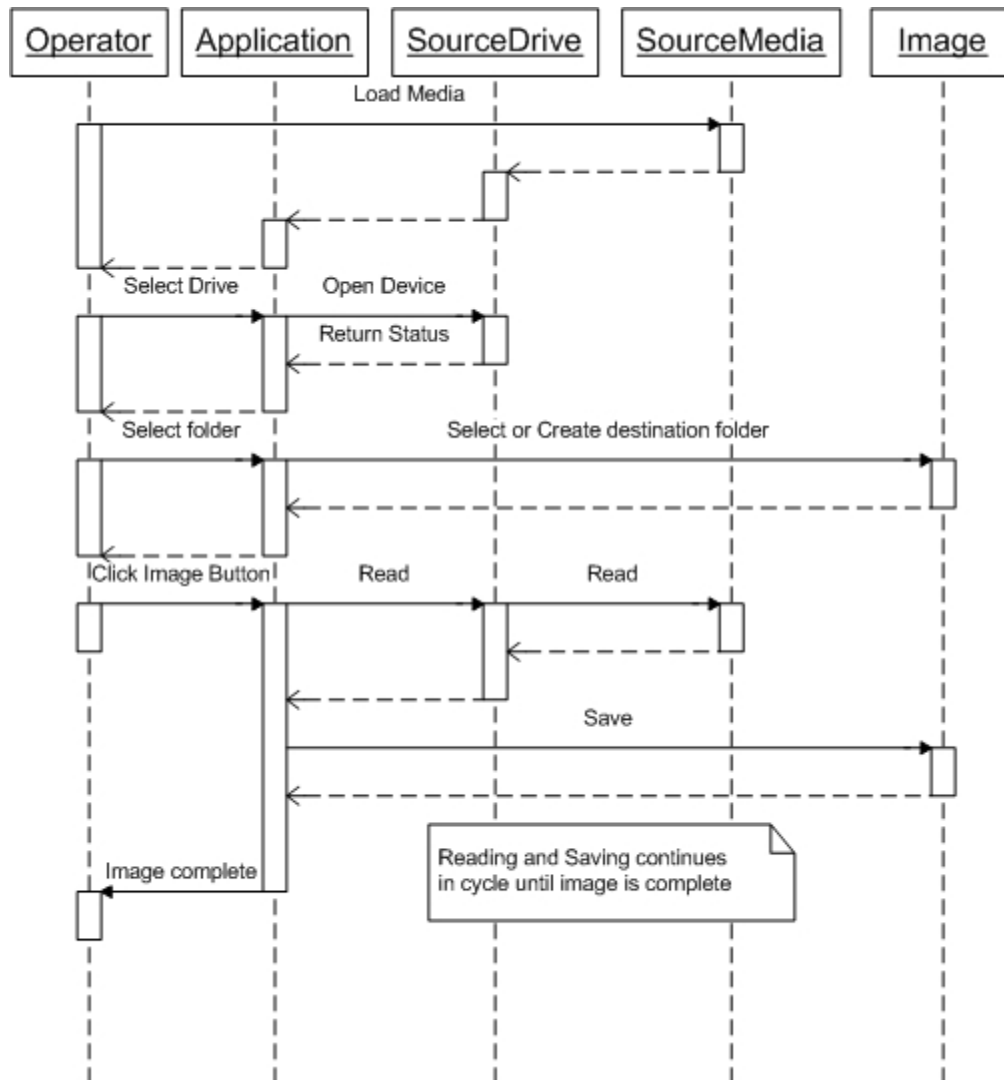 Operator
Application
SourceDrive
SourceMedia
Image
Load Media
Select Drive
Open Device
Return Status
Select folder
Select or Create destination folder
Click Image Button
Read
Read
Save
Reading and Saving continues
in cycle until image is complete
Image complete